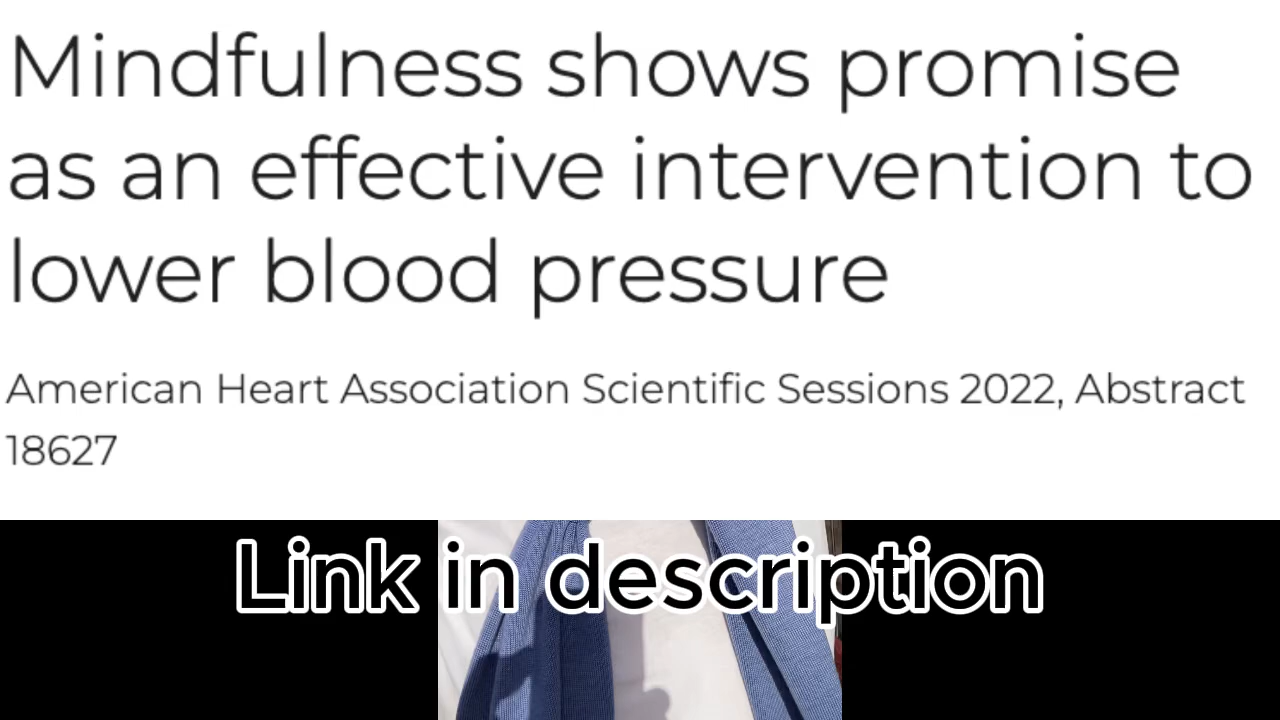 Mindfulness shows promise
as an effective intervention to
lower blood pressure
American Heart Association Scientific Sessions 2022, Abstract
18627
Link in description